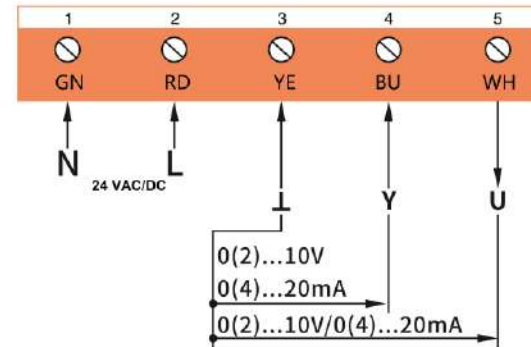 1 2 3 4 5
GN RD YE BU WH
N L
24 VAC/DC
⊥ Y U
0(2)...10V
0(4)...20mA
0(2)...10V/0(4)...20mA